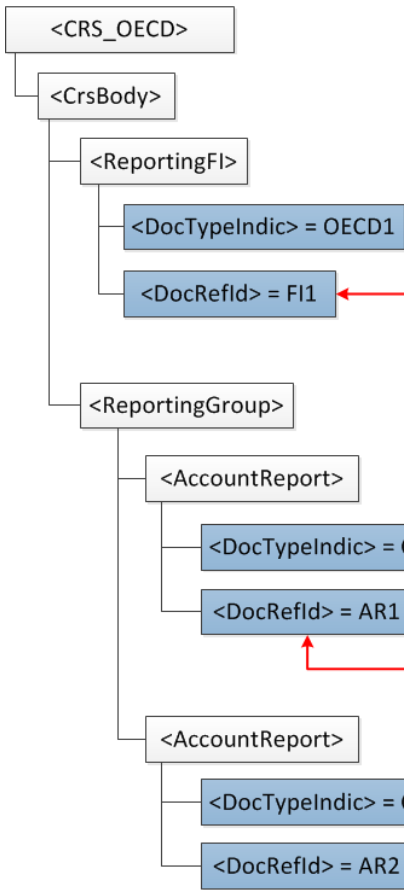 <CRS_OECD>
<CrsBody>
<ReportingFI>
<DocTypeIndic> = OECD1
<DocRefId> = FI1
<ReportingGroup>
<AccountReport>
<DocTypeIndic> =
<DocRefId> = AR1
<AccountReport>
<DocTypeIndic> =
<DocRefId> = AR2